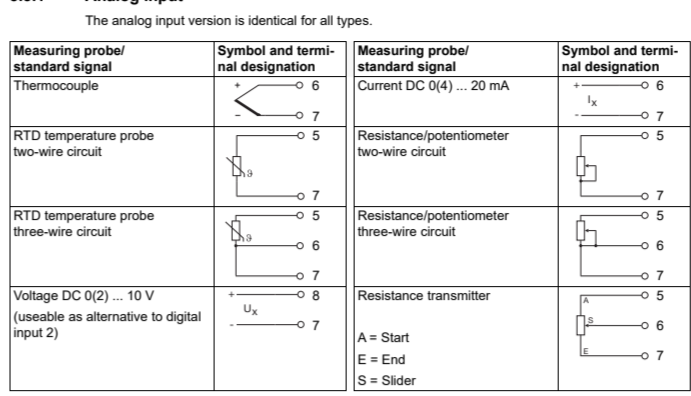 The analog input version is identical for all types.
Measuring probe/
standard signal
Symbol and termi-
nal designation
Measuring probe/
standard signal
Symbol and termi-
nal designation
Thermocouple
+
6
-
7
Current DC 0(4) ... 20 mA
+
6
Ix
-
7
RTD temperature probe
two-wire circuit
5
ϑ
7
Resistance/potentiometer
two-wire circuit
5
7
RTD temperature probe
three-wire circuit
5
ϑ
6
7
Resistance/potentiometer
three-wire circuit
5
6
7
Voltage DC 0(2) ... 10 V
(useable as alternative to digital
input 2)
+
8
Ux
-
7
Resistance transmitter
A = Start
E = End
S = Slider
A
5
S
6
E
7